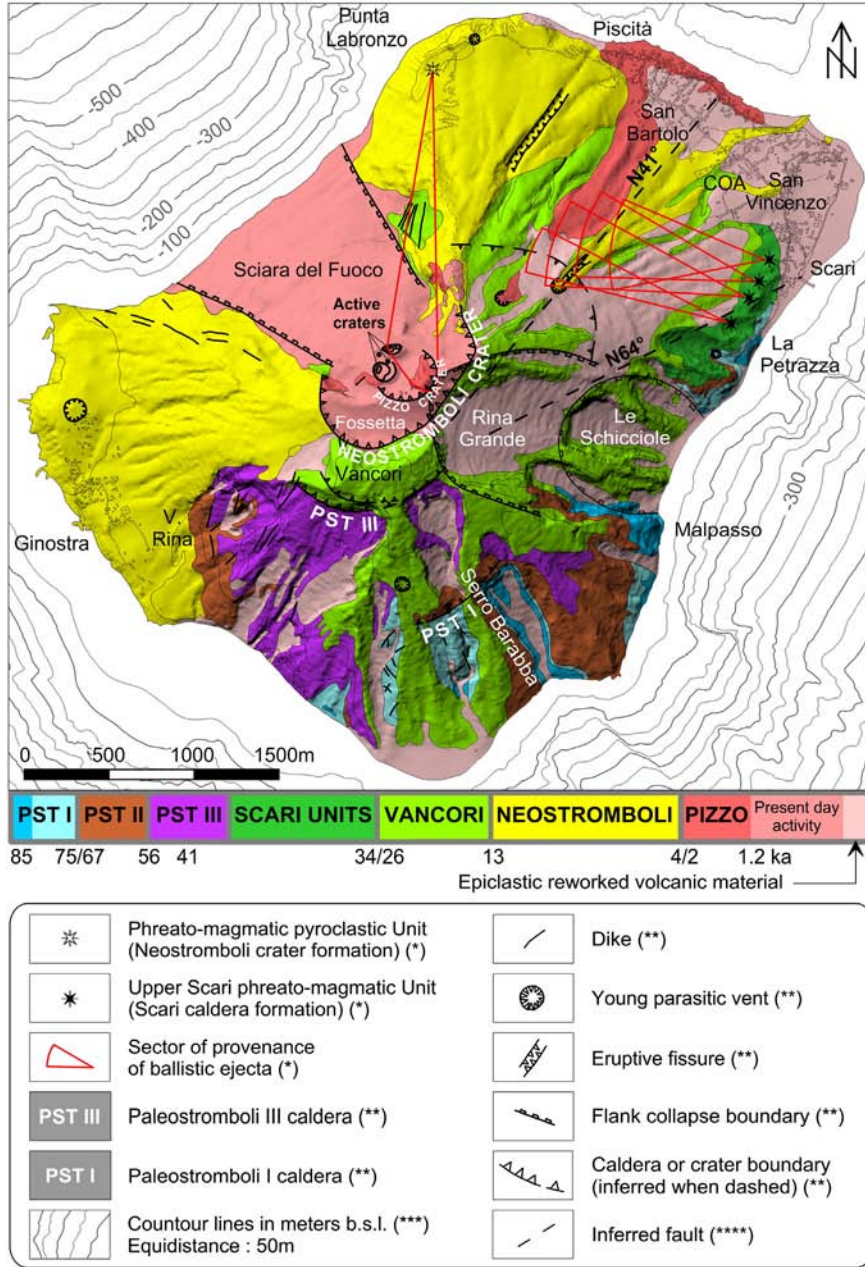 Punta
Labronzo
Piscità
N
-500
-400
-300
-200
-100
San
Bartolo
N41°
COA
San
Vincenzo
Scari
Sciara del Fuoco
Active
craters
N64°
La
Petrazza
PIZZO CRATER
NEOSTROMBOLI CRATER
Fossetta
Rina
Grande
Le
Schicciole
Vancori
-300
PST III
V.
Rina
Ginostra
Malpasso
PST I
Serro Barabba
0 500 1000 1500m
PST I PST II PST III SCARI UNITS VANCORI NEOSTROMBOLI PIZZO Present day
activity
85 75/67 56 41 34/26 13 4/2 1.2 ka
Epiclastic reworked volcanic material
Phreato-magmatic pyroclastic Unit
(Neostromboli crater formation) (*)
Upper Scari phreato-magmatic Unit
(Scari caldera formation) (*)
Sector of provenance
of ballistic ejecta (*)
PST III Paleostromboli III caldera (**)
PST I Paleostromboli I caldera (**)
Countour lines in meters b.s.l. (***)
Equidistance : 50m
Dike (**)
Young parasitic vent (**)
Eruptive fissure (**)
Flank collapse boundary (**)
Caldera or crater boundary
(inferred when dashed) (**)
Inferred fault (****)